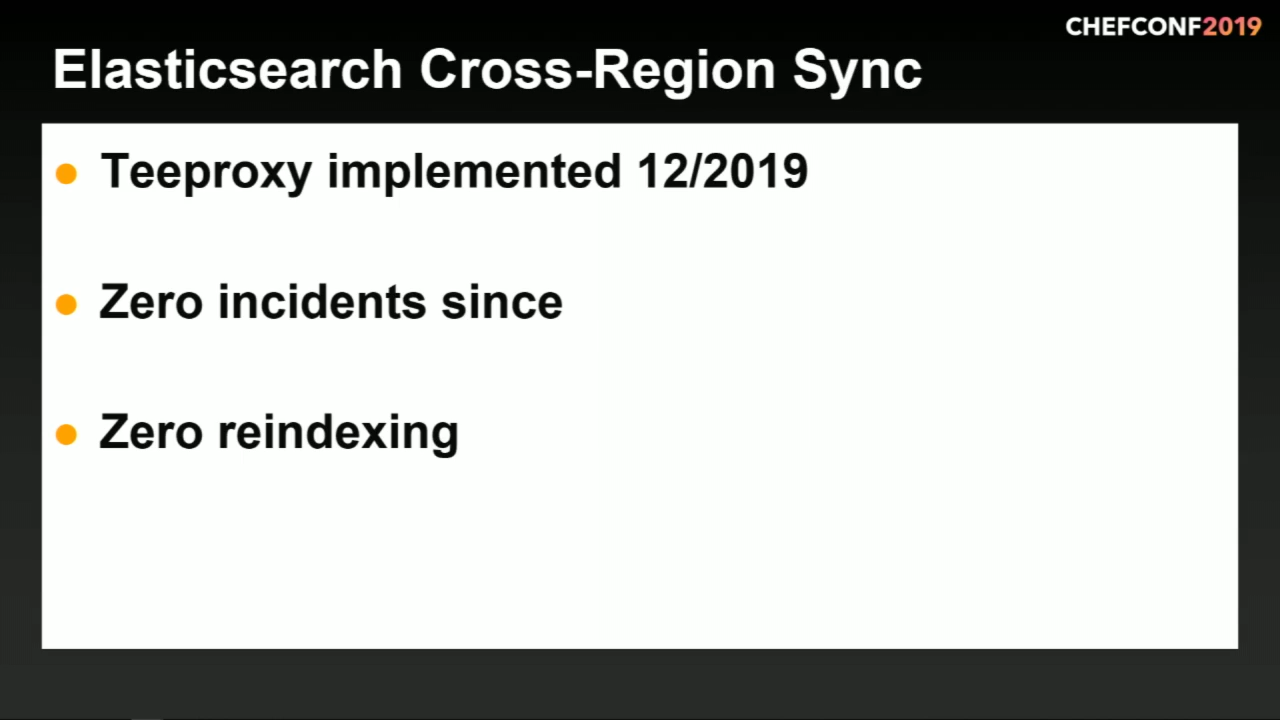 CHEFCONF2019
Elasticsearch Cross-Region Sync
Teeproxy implemented 12/2019
Zero incidents since
Zero reindexing